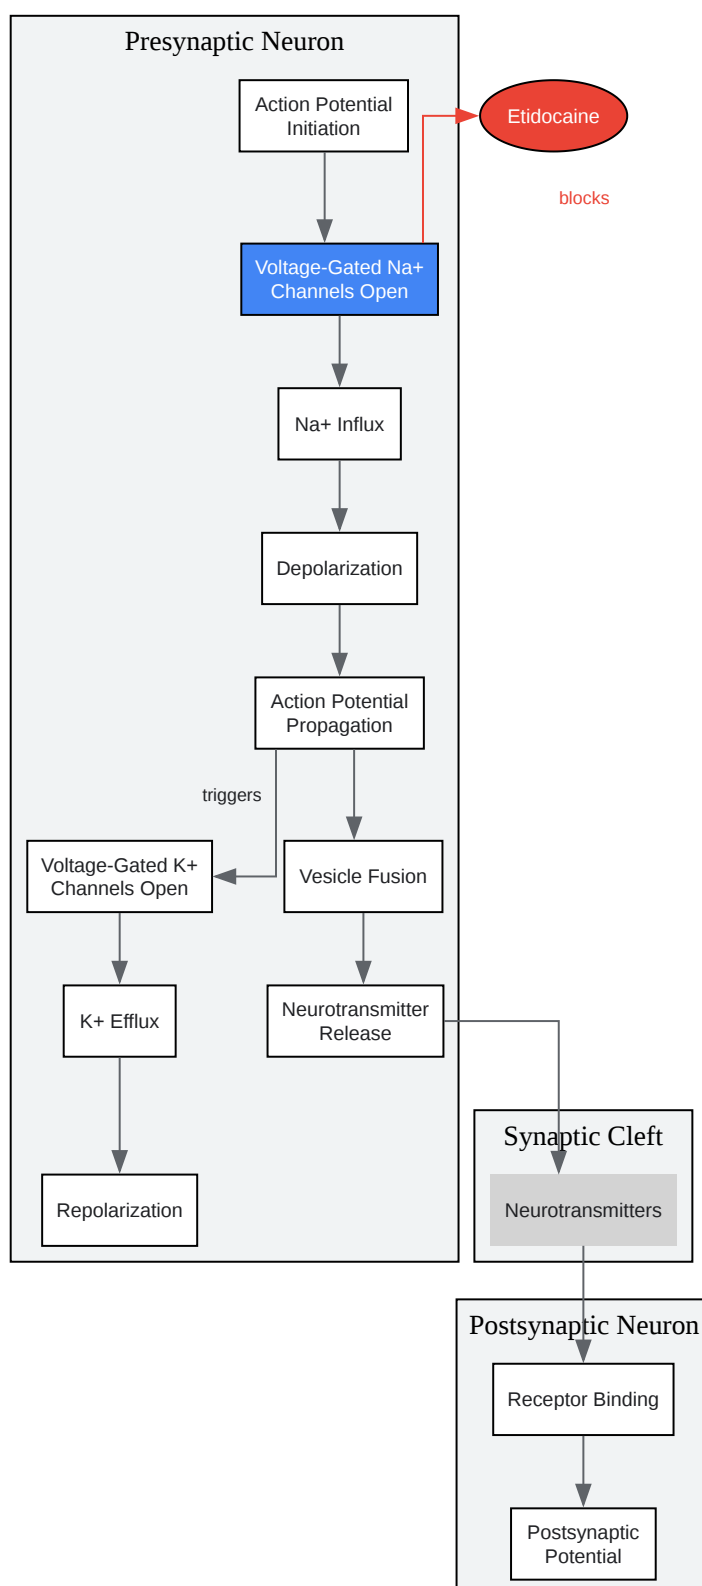 Presynaptic Neuron
Action Potential
Initiation
Etidocaine
blocks
Voltage-Gated Na+
Channels Open
Na+ Influx
Depolarization
Action Potential
Propagation
triggers
Voltage-Gated K+
Channels Open
Vesicle Fusion
K+ Efflux
Neurotransmitter
Release
Repolarization
Synaptic Cleft
Neurotransmitters
Postsynaptic Neuron
Receptor Binding
Postsynaptic
Potential